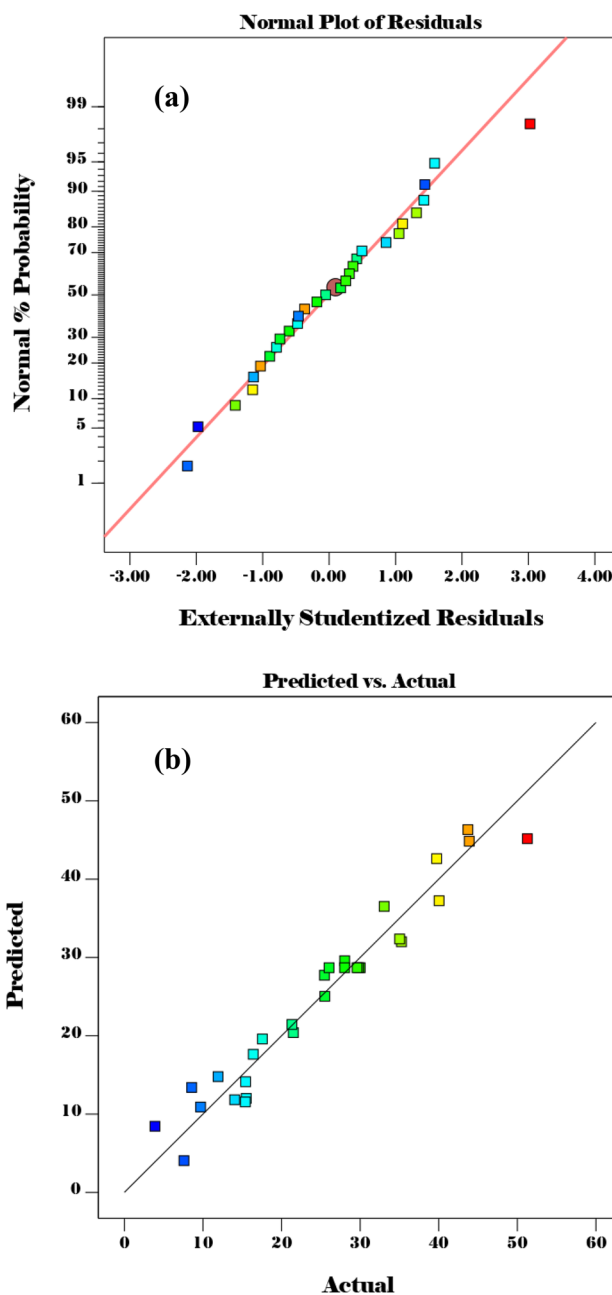 Normal Plot of Residuals
(a)
99
95
90
80
70
50
30
20
10
5
1
Normal % Probability
-3.00 -2.00 -1.00 0.00 1.00 2.00 3.00 4.00
Externally Studentized Residuals
Predicted vs. Actual
(b)
60
50
40
30
20
10
0
Predicted
0 10 20 30 40 50 60
Actual